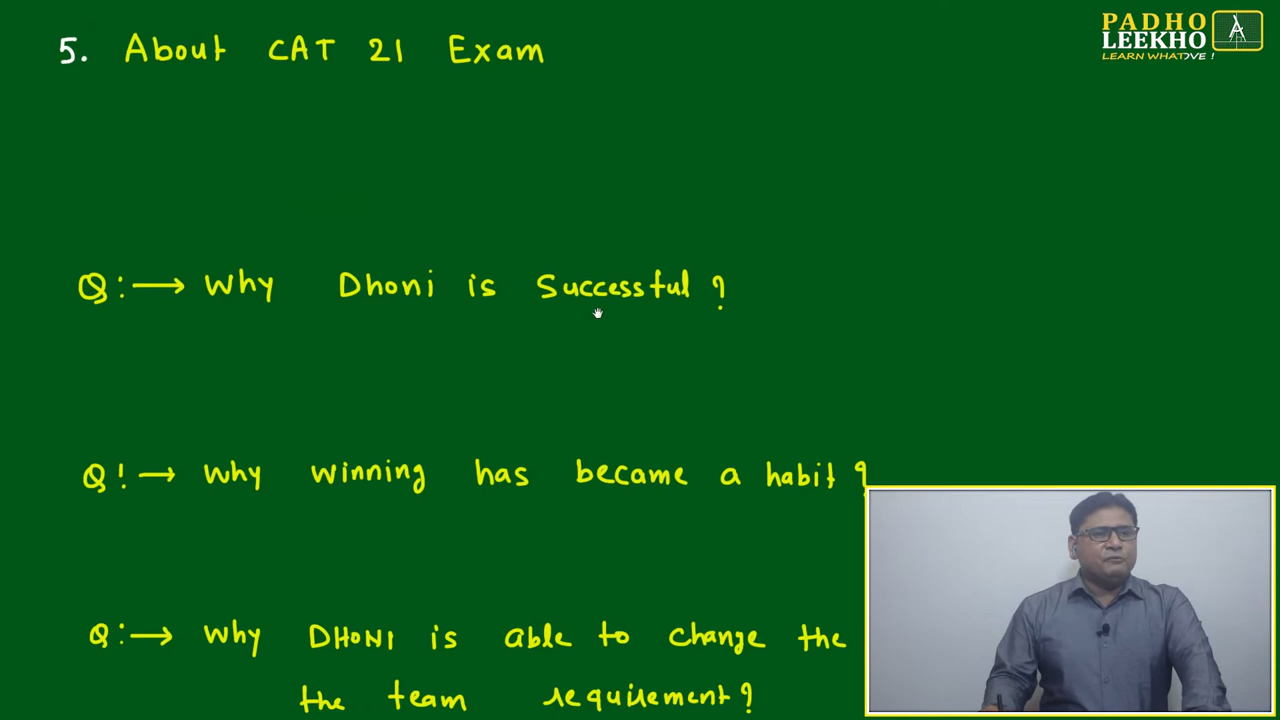 5. About CAT 21 Exam
PADHO
LEEKHO
LEARN WHAT
Q:→ Why Dhoni is Successful ?
Q!→ Why winning has became a habit ?
Q:→ Why DHONI is able to change the
the team requirement?